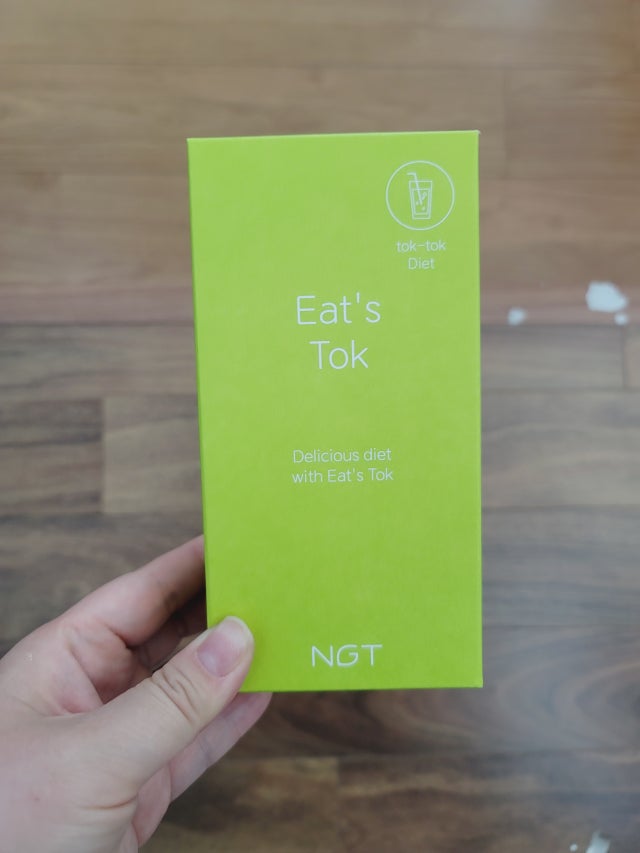 tok-tok
Diet
Eat's
Tok
Delicious diet
with Eat's Tok
NGT